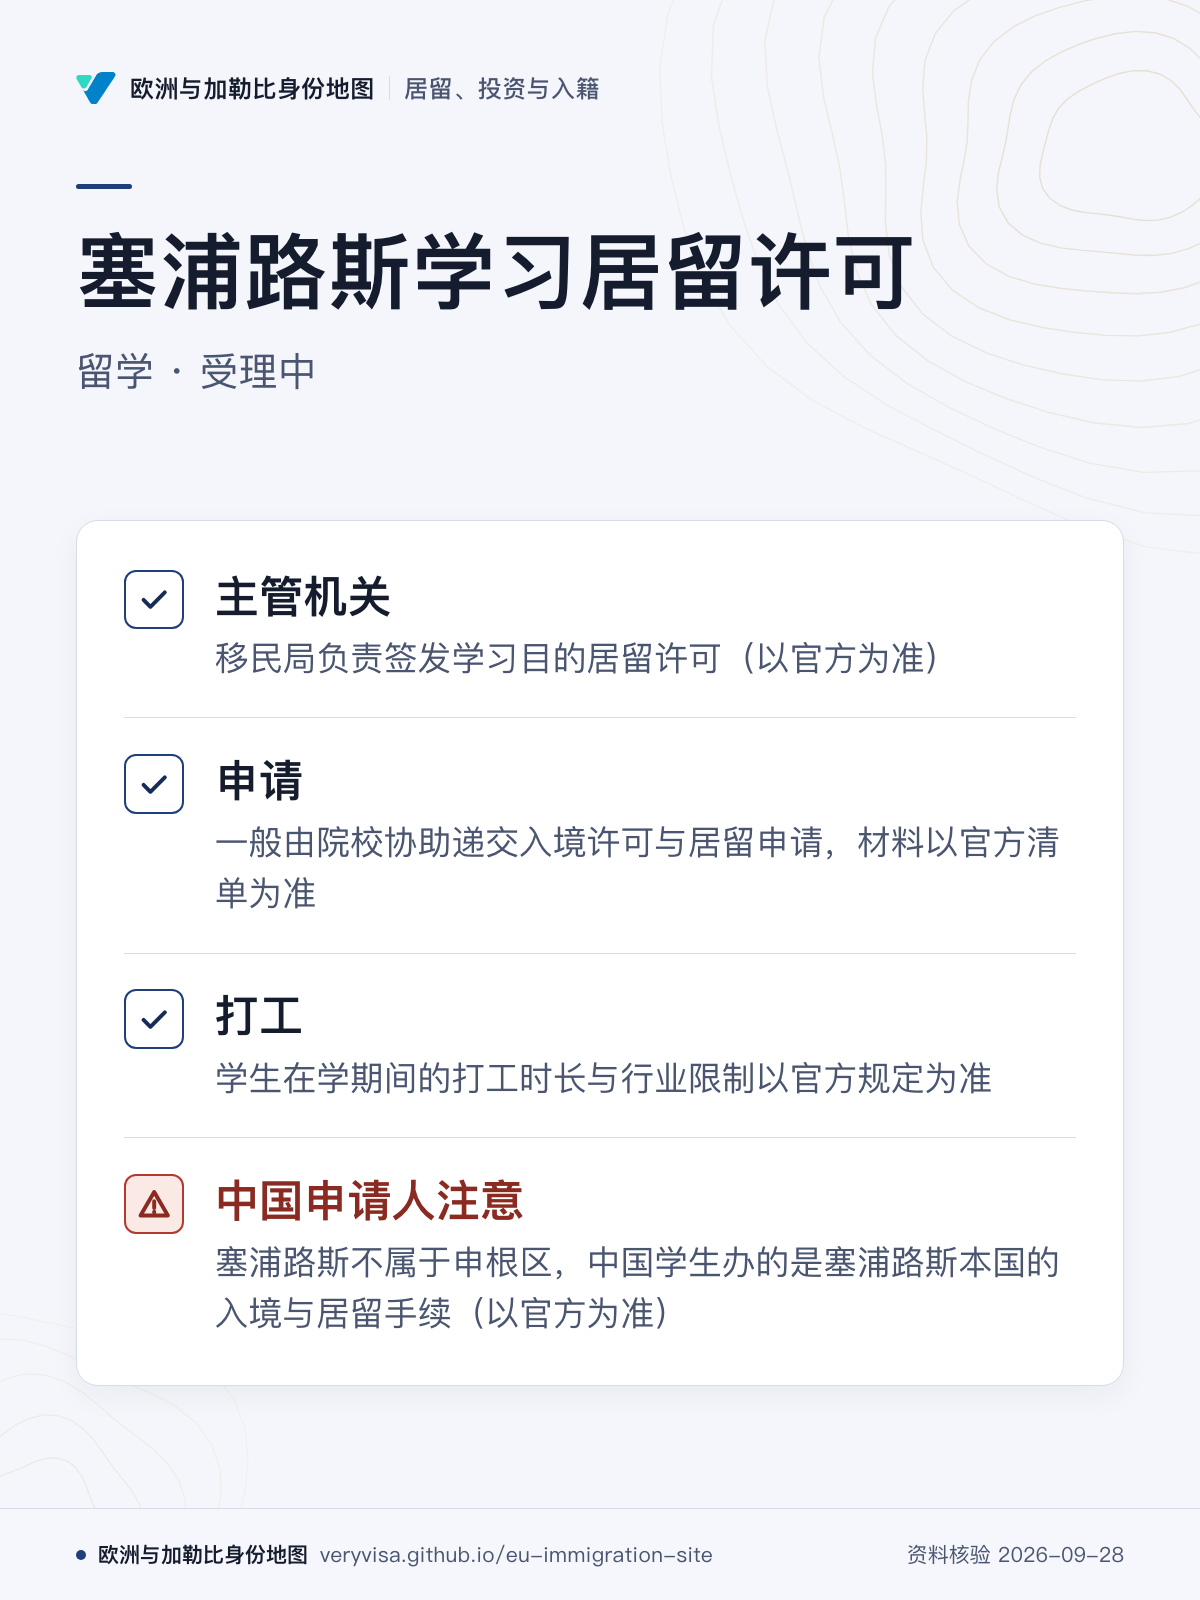 欧洲与加勒比身份地图 居留、投资与入籍
塞浦路斯学习居留许可
留学 · 受理中
主管机关
移民局负责签发学习目的居留许可（以官方为准）
申请
一般由院校协助递交入境许可与居留申请，材料以官方清
单为准
打工
学生在学期间的打工时长与行业限制以官方规定为准
中国申请人注意
塞浦路斯不属于申根区，中国学生办的是塞浦路斯本国的
入境与居留手续（以官方为准）
欧洲与加勒比身份地图 veryvisa.github.io/eu-immigration-site 资料核验 2026-09-28